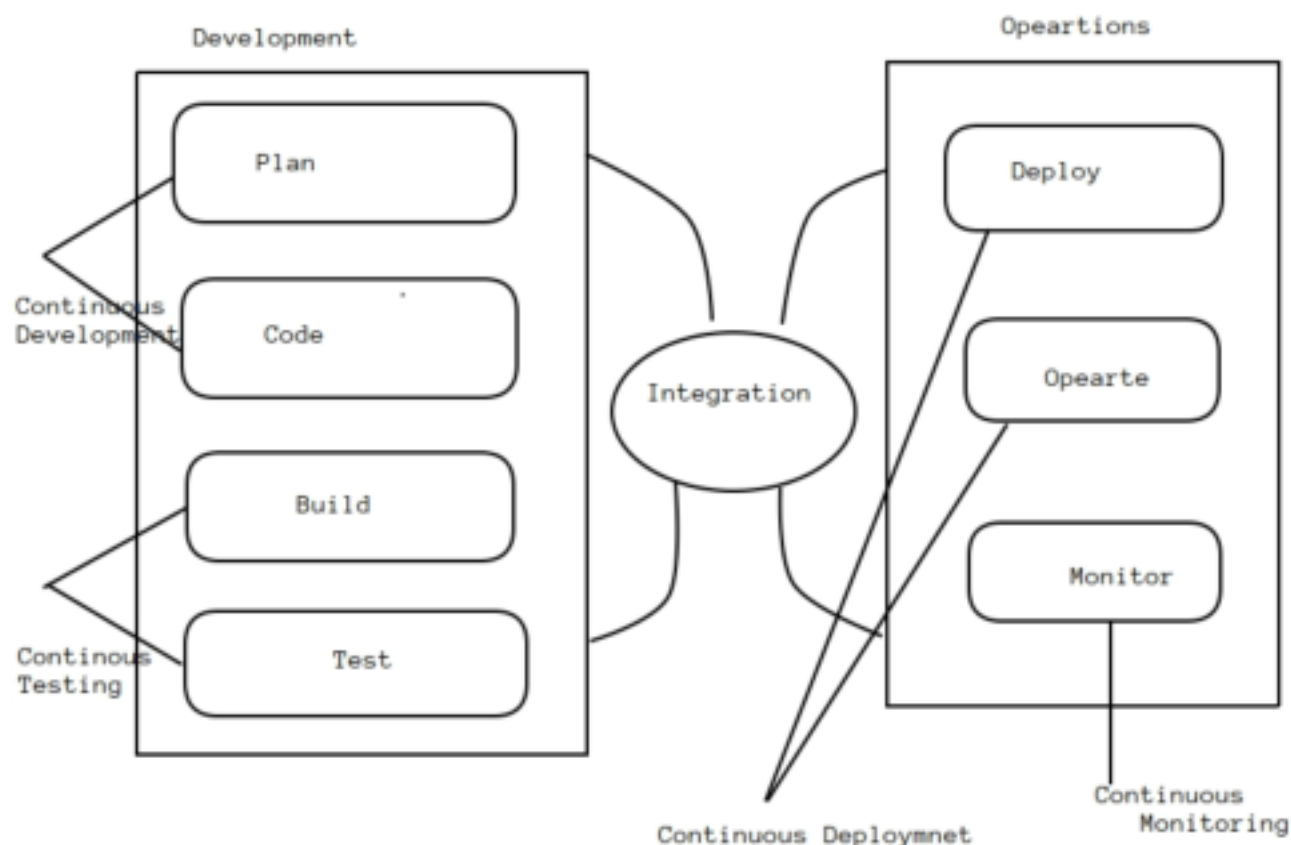 Development
Opeartions
Plan
Deploy
Continuous
Development
Code
Integration
Opearte
Build
Monitor
Continous
Testing
Test
Continuous
Monitoring
Continuous Deploymnet